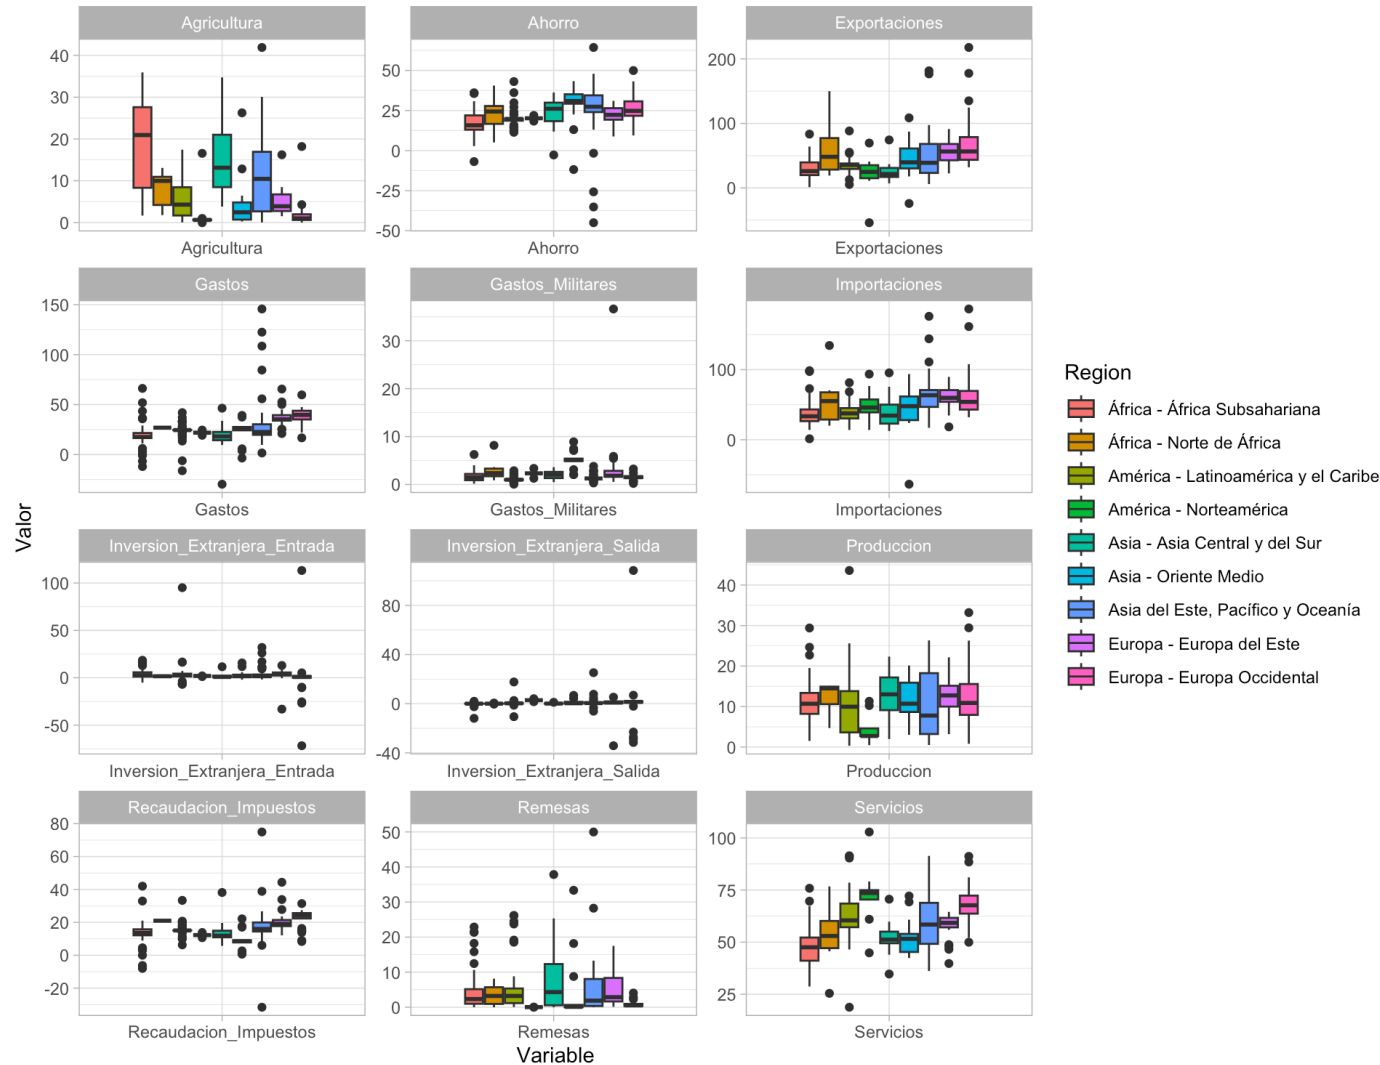 Agricultura
Ahorro
Exportaciones
40
30
20
10
0
50
25
0
-25
-50
200
100
0
Agricultura
Ahorro
Exportaciones
Gastos
Gastos_Militares
Importaciones
150
100
50
0
30
20
10
0
100
0
Gastos
Gastos_Militares
Importaciones
Inversion_Extranjera_Entrada
Inversion_Extranjera_Salida
Produccion
100
50
0
-50
80
40
0
-40
40
30
20
10
0
Inversion_Extranjera_Entrada
Inversion_Extranjera_Salida
Produccion
Recaudacion_Impuestos
Remesas
Servicios
80
60
40
20
0
-20
50
40
30
20
10
0
100
75
50
25
Recaudacion_Impuestos
Remesas
Servicios
Valor
Variable
Region
África - África Subsahariana
África - Norte de África
América - Latinoamérica y el Caribe
América - Norteamérica
Asia - Asia Central y del Sur
Asia - Oriente Medio
Asia del Este, Pacífico y Oceanía
Europa - Europa del Este
Europa - Europa Occidental